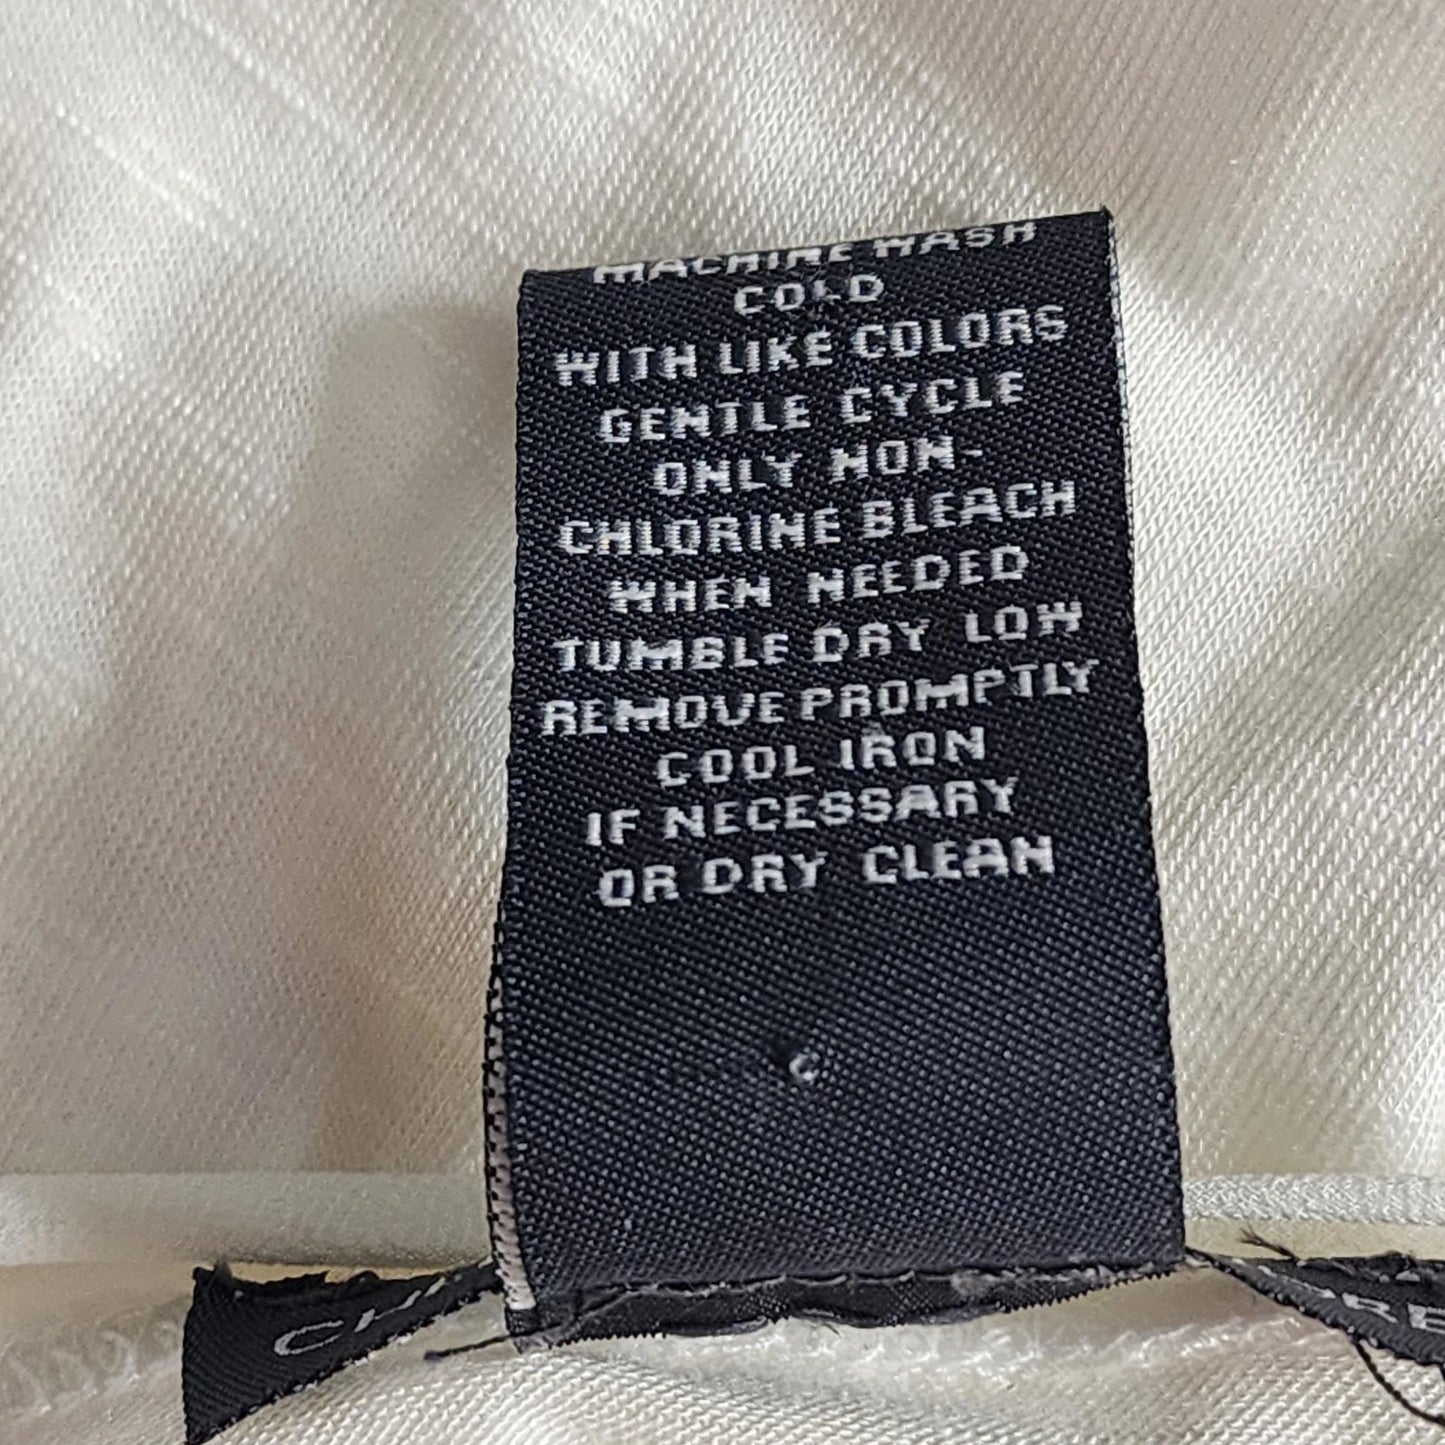 MACHINE WASH
COLD
WITH LIKE COLORS
GENTLE CYCLE
ONLY NON-
CHLORINE BLEACH
WHEN NEEDED
TUMBLE DRY LOW
REMOVE PROMPTLY
COOL IRON
IF NECESSARY
OR DRY CLEAN